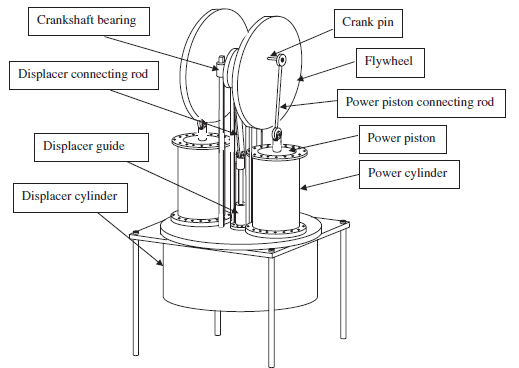 Crankshaft bearing
Crank pin
Flywheel
Displacer connecting rod
Power piston connecting rod
Power piston
Displacer guide
Power cylinder
Displacer cylinder